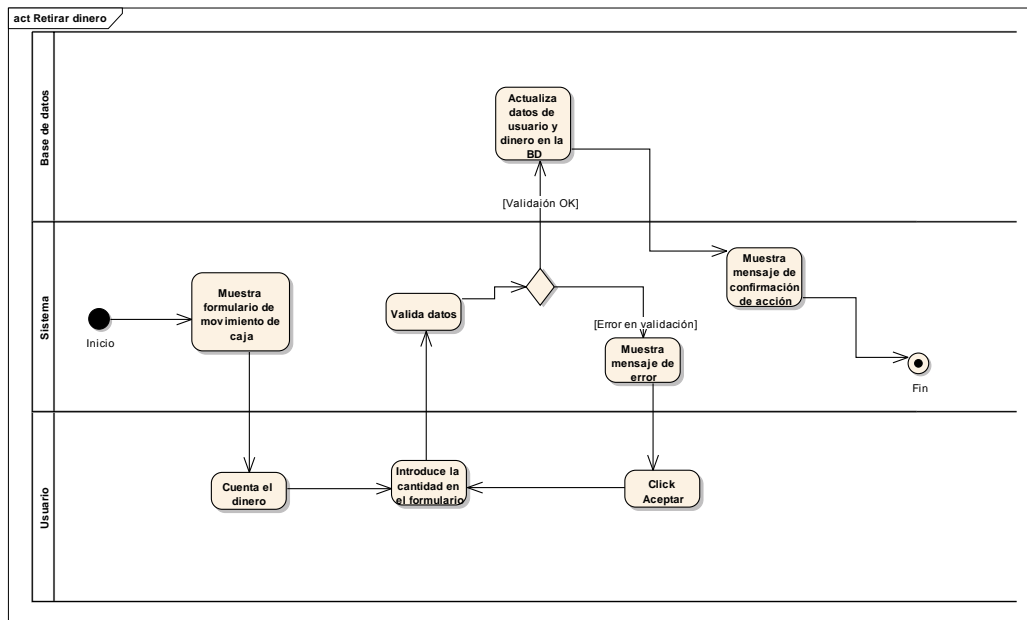 act Retirar dinero
Base de datos
Actualiza
datos de
usuario y
dinero en la
BD
[Validaión OK]
Sistema
Inicio
Muestra
formulario de
movimiento de
caja
Valida datos
[Error en validación]
Muestra
mensaje de
error
Muestra
mensaje de
confirmación
de acción
Fin
Usuario
Cuenta el
dinero
Introduce la
cantidad en
el formulario
Click
Aceptar